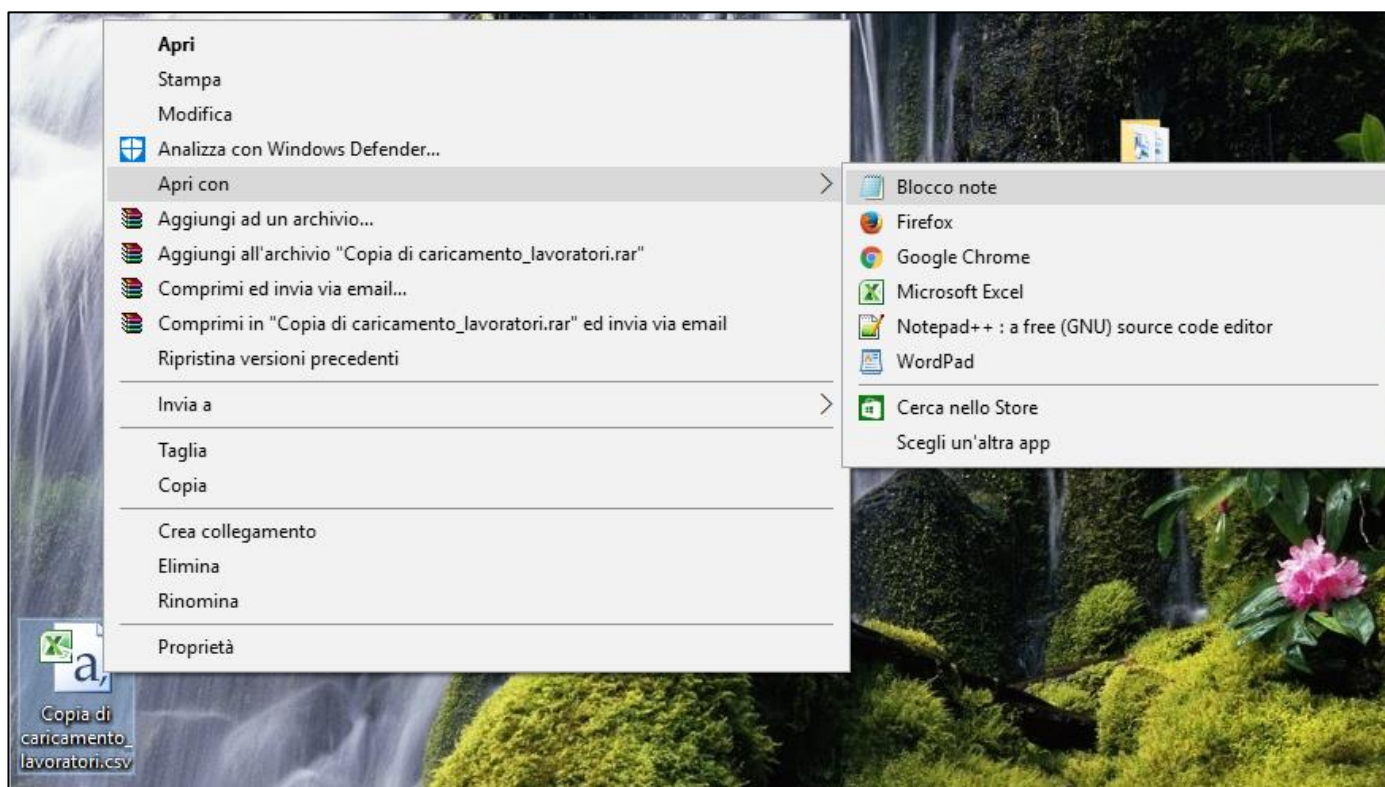 Apri
Stampa
Modifica
Analizza con Windows Defender...
Apri con
Aggiungi ad un archivio...
Aggiungi all'archivio "Copia di caricamento_lavoratori.rar"
Comprimi ed invia via email...
Comprimi in "Copia di caricamento_lavoratori.rar" ed invia via email
Ripristina versioni precedenti
Invia a
Taglia
Copia
Crea collegamento
Elimina
Rinomina
Proprietà
Blocco note
Firefox
Google Chrome
Microsoft Excel
Notepad++ : a free (GNU) source code editor
WordPad
Cerca nello Store
Scegli un'altra app
a,
Copia di
caricamento_
lavoratori.csv